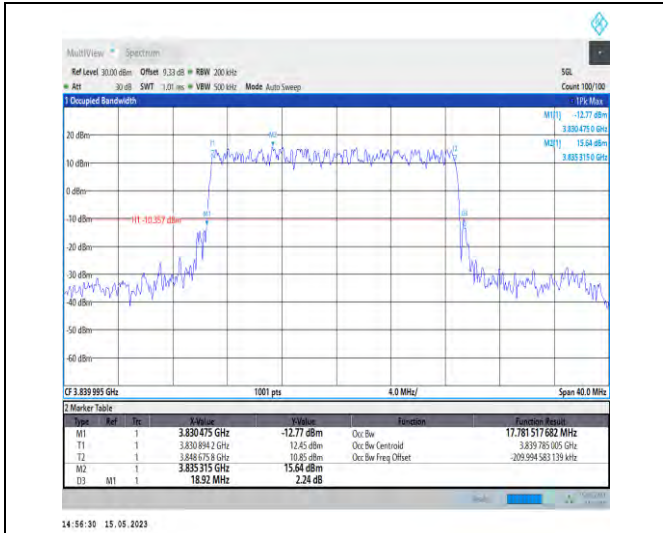 MultiView Spectrum
Ref Level 30.00 dBm Offset 9.33 dB RBW 200 kHz SGL
Att 30 dB SWT 1.01 ms VBW 500 kHz Mode Auto Sweep Count 100/100
1 Occupied Bandwidth 1Pk Max
M1[1] -12.77 dBm
3.830 475 0 GHz
M2[1] 15.64 dBm
3.835 315 0 GHz
20 dBm
T1 M2 T2
10 dBm
0 dBm
-10 dBm
H1 -10.357 dBm
M1 D3
-20 dBm
-30 dBm
-40 dBm
-50 dBm
-60 dBm
CF 3.839 995 GHz 1001 pts 4.0 MHz/ Span 40.0 MHz
2 Marker Table
Type Ref Trc X-Value Y-Value Function Function Result
M1 1 3.830 475 GHz -12.77 dBm Occ Bw 17.781 517 682 MHz
T1 1 3.830 894 2 GHz 12.45 dBm Occ Bw Centroid 3.839 785 005 GHz
T2 1 3.848 675 8 GHz 10.85 dBm Occ Bw Freq Offset -209.994 583 139 kHz
M2 1 3.835 315 GHz 15.64 dBm
D3 M1 1 18.92 MHz 2.24 dB
14:56:30 15.05.2023